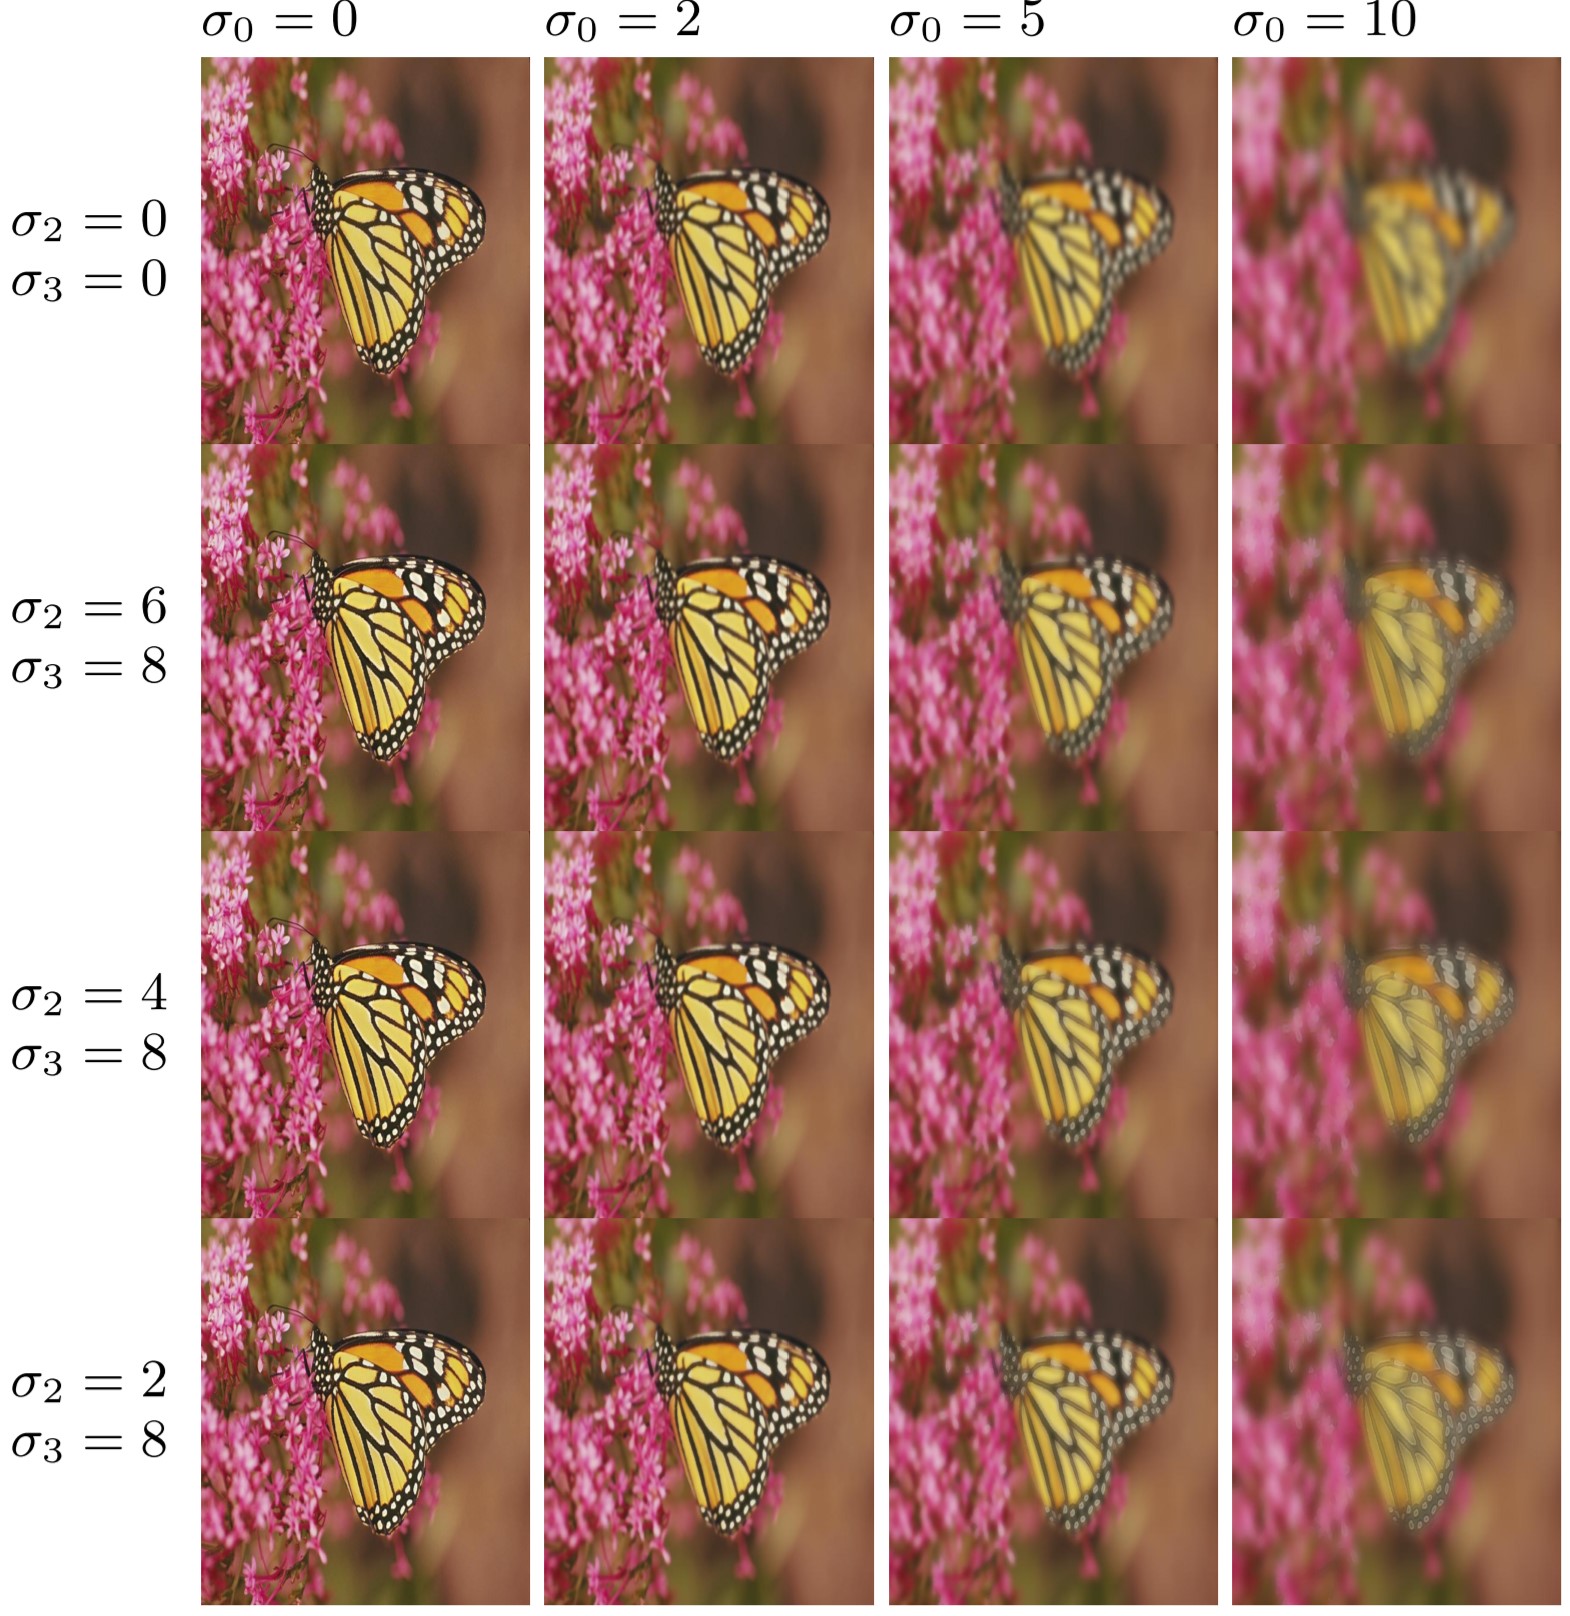 σ₀ = 0
σ₀ = 2
σ₀ = 5
σ₀ = 10
σ₂ = 0
σ₃ = 0
σ₂ = 6
σ₃ = 8
σ₂ = 4
σ₃ = 8
σ₂ = 2
σ₃ = 8